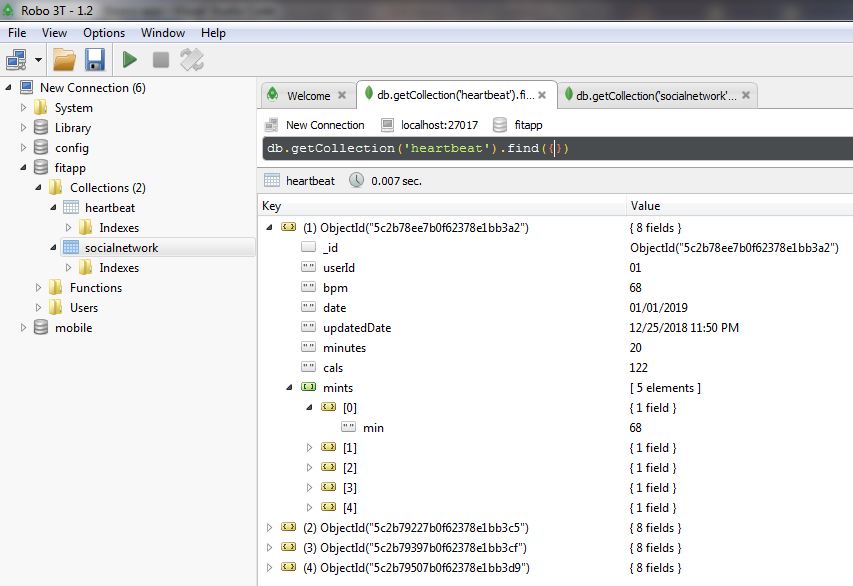 Robo 3T - 1.2
File View Options Window Help
New Connection (6)
System
Library
config
fitapp
Collections (2)
heartbeat
Indexes
socialnetwork
Indexes
Functions
Users
mobile
Welcome db.getCollection('heartbeat').fi... db.getCollection('socialnetwork'...
New Connection localhost:27017 fitapp
db.getCollection('heartbeat').find({})
heartbeat 0.007 sec.
Key Value
(1) ObjectId("5c2b78ee7b0f62378e1bb3a2") { 8 fields }
_id ObjectId("5c2b78ee7b0f62378e1bb3a2")
userId 01
bpm 68
date 01/01/2019
updatedDate 12/25/2018 11:50 PM
minutes 20
cals 122
mints [ 5 elements ]
[0] { 1 field }
min 68
[1] { 1 field }
[2] { 1 field }
[3] { 1 field }
[4] { 1 field }
(2) ObjectId("5c2b79227b0f62378e1bb3c5") { 8 fields }
(3) ObjectId("5c2b79397b0f62378e1bb3cf") { 8 fields }
(4) ObjectId("5c2b79507b0f62378e1bb3d9") { 8 fields }